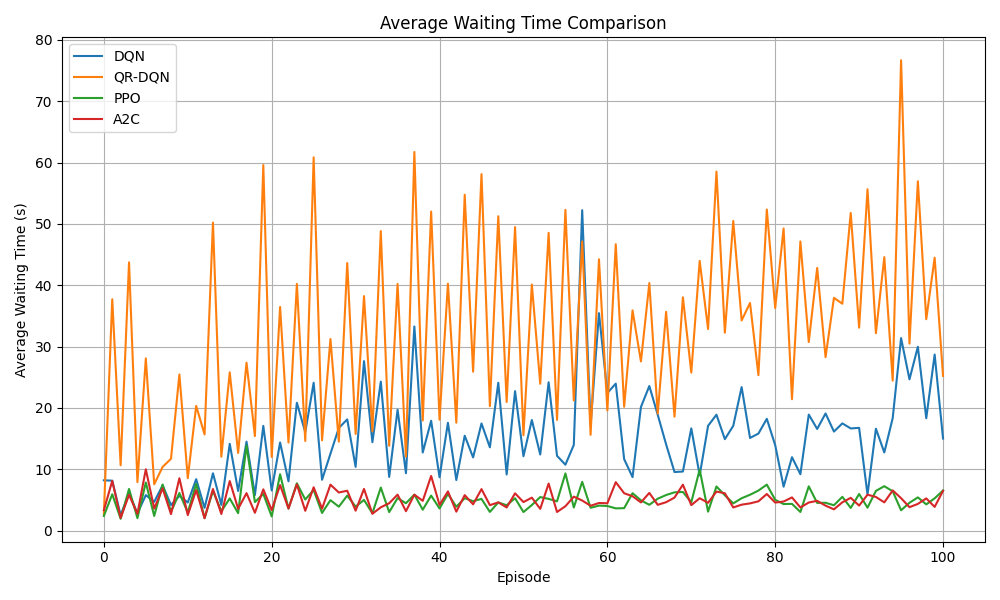 Average Waiting Time Comparison
80
70
60
50
40
30
20
10
0
Average Waiting Time (s)
DQN
QR-DQN
PPO
A2C
0 20 40 60 80 100
Episode